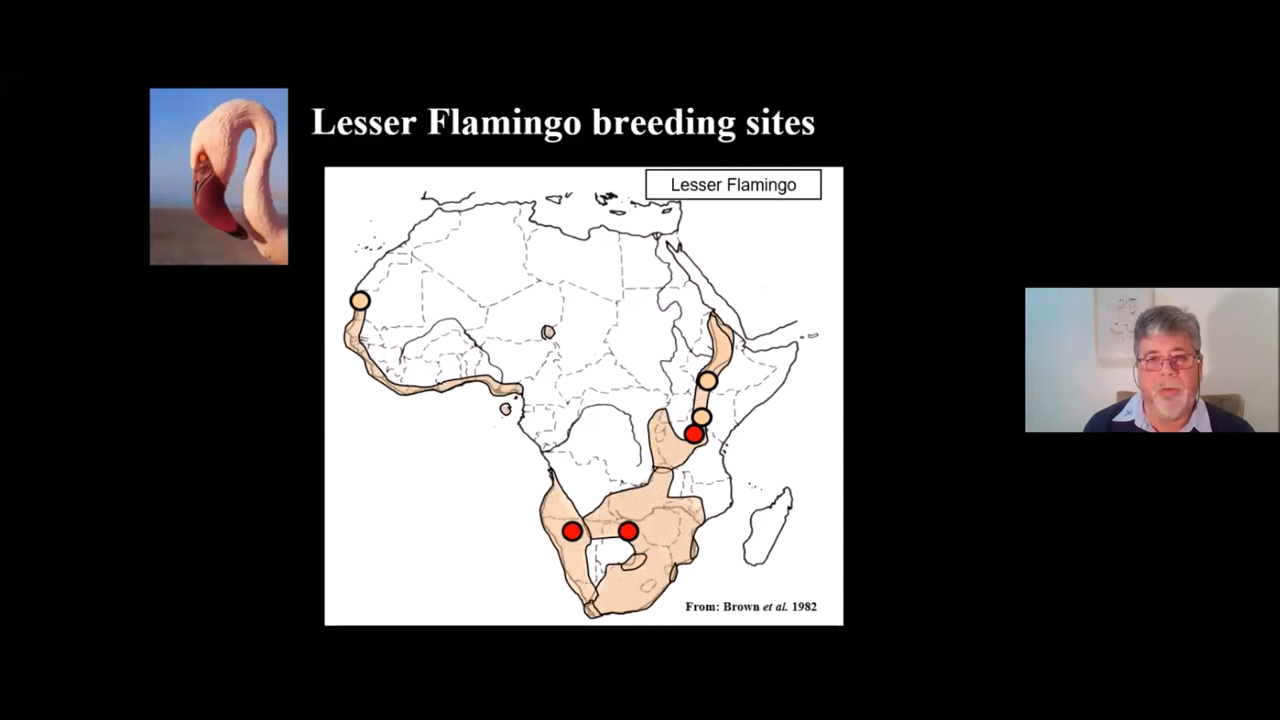 Lesser Flamingo breeding sites
Lesser Flamingo
From: Brown et al. 1982